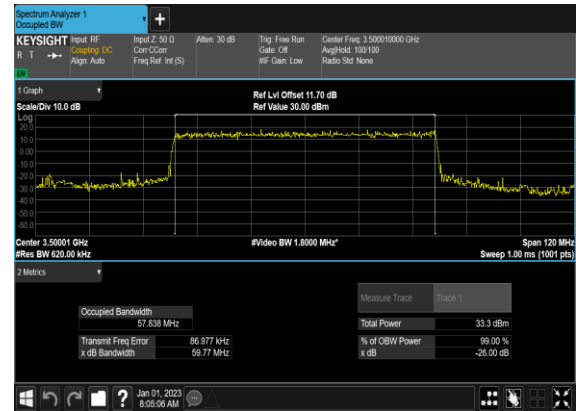 Spectrum Analyzer 1
Occupied BW
+
KEYSIGHT Input: RF Input Z: 50 Ω Atten: 30 dB Trig: Free Run Center Freq: 3.500010000 GHz
R T Coupling: DC Corr CCorr Gate: Off Avg|Hold: 100/100
Align: Auto Freq Ref: Int (S) #IF Gain: Low Radio Std: None
1 Graph
Scale/Div 10.0 dB
Ref Lvl Offset 11.70 dB
Ref Value 30.00 dBm
Log
20.0
10.0
0.00
-10.0
-20.0
-30.0
-40.0
-50.0
-60.0
Center 3.50001 GHz #Video BW 1.8000 MHz* Span 120 MHz
#Res BW 620.00 kHz Sweep 1.00 ms (1001 pts)
2 Metrics
Measure Trace Trace 1
Occupied Bandwidth
57.838 MHz
Total Power 33.3 dBm
Transmit Freq Error 86.977 kHz % of OBW Power 99.00 %
x dB Bandwidth 59.77 MHz x dB -26.00 dB
?
Jan 01, 2023
8:05:06 AM